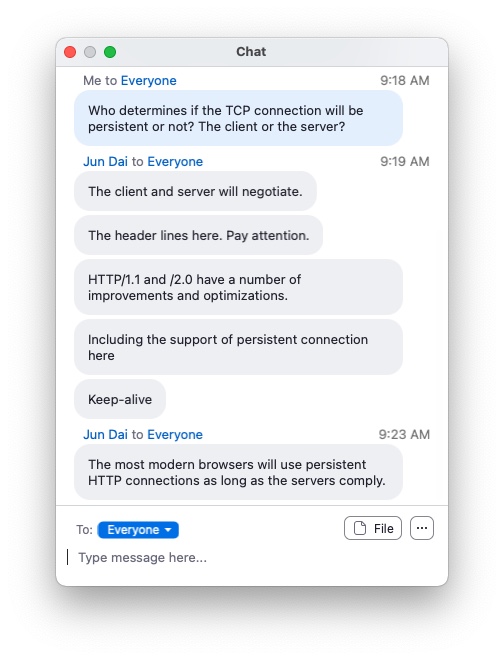 Chat
Me to Everyone 9:18 AM
Who determines if the TCP connection will be
persistent or not? The client or the server?
Jun Dai to Everyone 9:19 AM
The client and server will negotiate.
The header lines here. Pay attention.
HTTP/1.1 and /2.0 have a number of
improvements and optimizations.
Including the support of persistent connection
here
Keep-alive
Jun Dai to Everyone 9:23 AM
The most modern browsers will use persistent
HTTP connections as long as the servers comply.
To: Everyone File ...
Type message here...